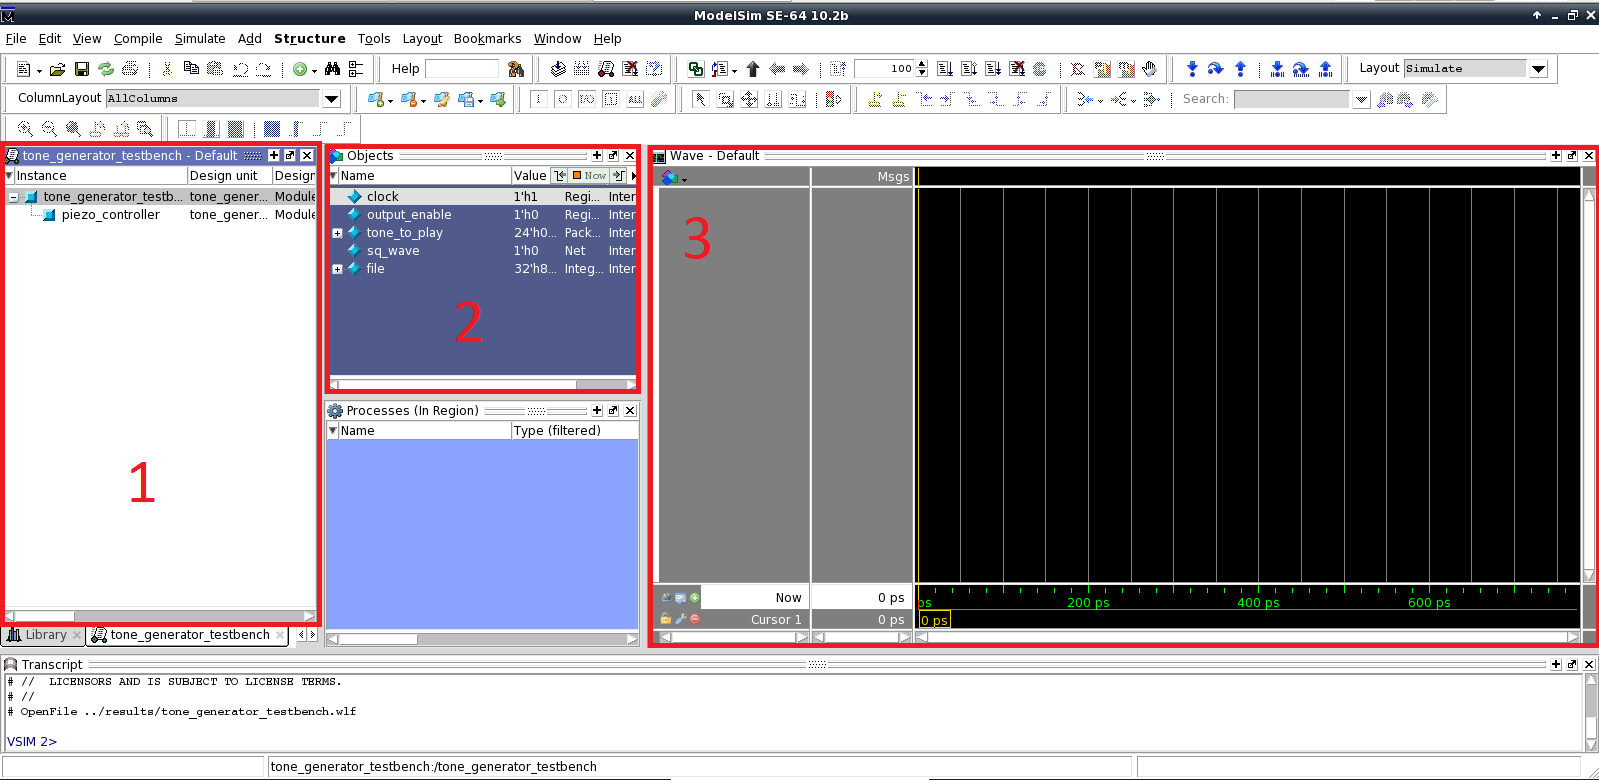 ModelSim SE-64 10.2b
File Edit View Compile Simulate Add Structure Tools Layout Bookmarks Window Help
Help 100 Layout Simulate
ColumnLayout AllColumns Search:
tone_generator_testbench - Default
Instance Design unit Design
tone_generator_testb... tone_gener... Module
piezo_controller tone_gener... Module
1
Library tone_generator_testbench
Objects
Name Value Now
clock 1'h1 Regi... Inter
output_enable 1'h0 Regi... Inter
tone_to_play 24'h0... Pack... Inter
sq_wave 1'h0 Net Inter
file 32'h8... Integ... Inter
2
Processes (In Region)
Name Type (filtered)
Wave - Default
Msgs
3
Now 0 ps
ps 200 ps 400 ps 600 ps
Cursor 1 0 ps
0 ps
Transcript
# // LICENSORS AND IS SUBJECT TO LICENSE TERMS.
# //
# OpenFile ../results/tone_generator_testbench.wlf
VSIM 2>
tone_generator_testbench:/tone_generator_testbench